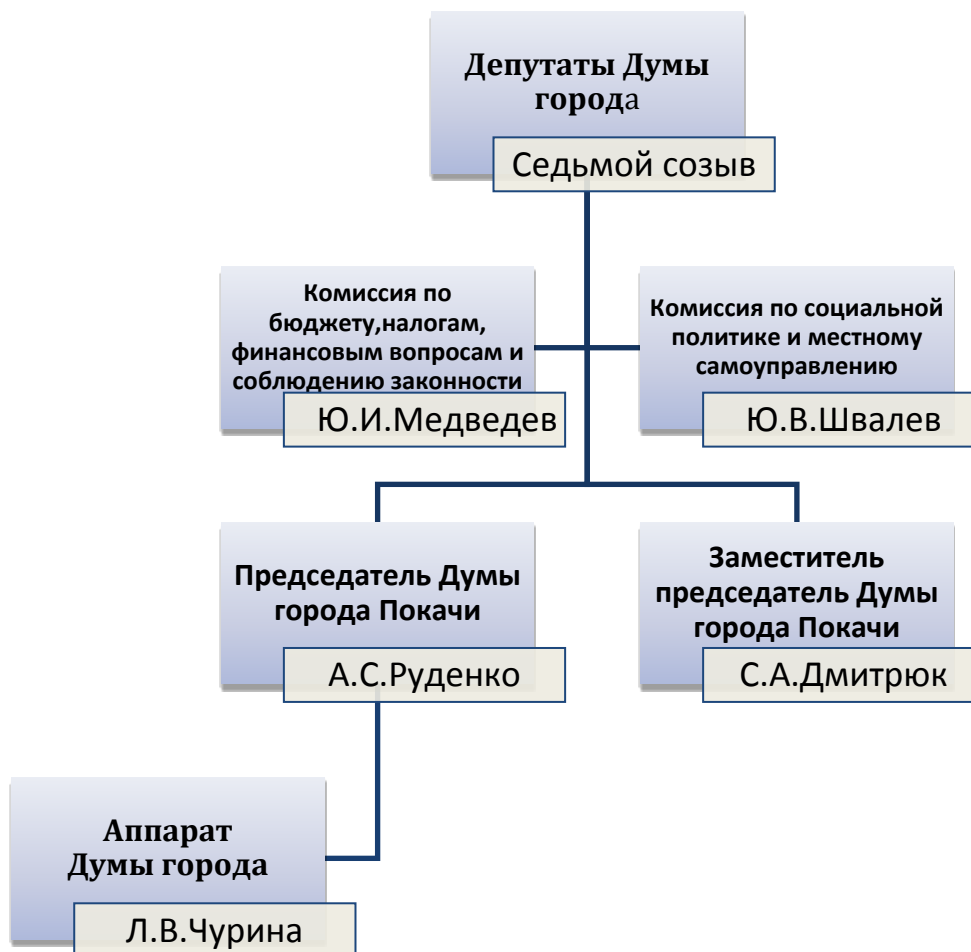 Депутаты Думы
города
Седьмой созыв
Комиссия по
бюджету,налогам,
финансовым вопросам и
соблюдению законности
Ю.И.Медведев
Комиссия по социальной
политике и местному
самоуправлению
Ю.В.Швалев
Председатель Думы
города Покачи
А.С.Руденко
Заместитель
председатель Думы
города Покачи
С.А.Дмитрюк
Аппарат
Думы города
Л.В.Чурина